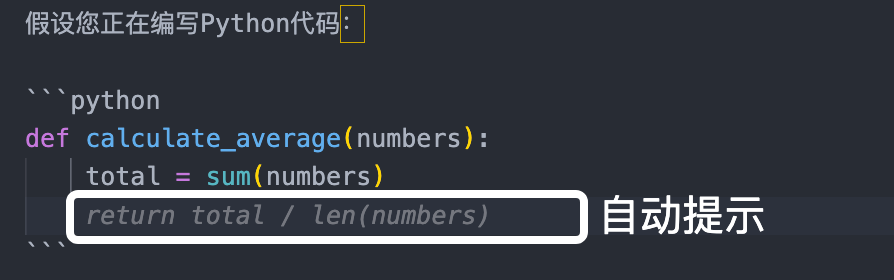 假设您正在编写Python代码：
```python
def calculate_average(numbers):
    total = sum(numbers)
    return total / len(numbers)
自动提示
```